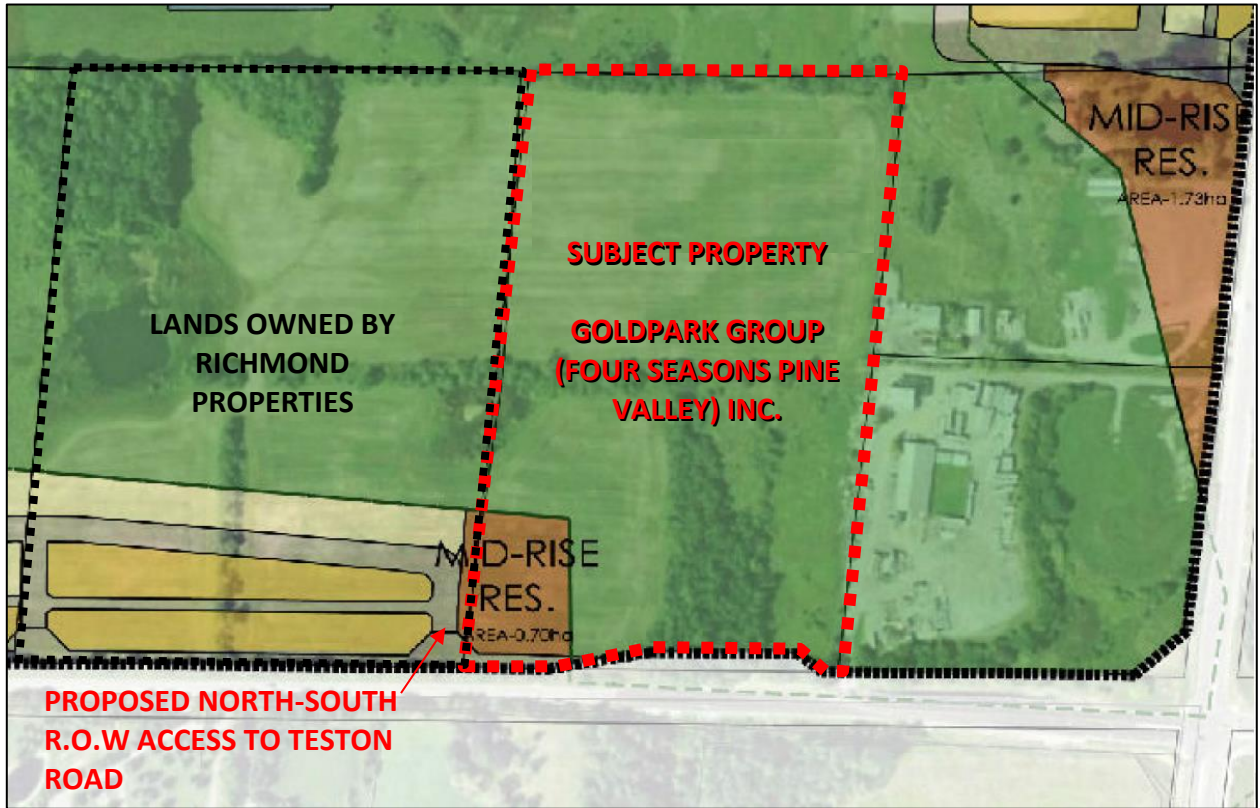 MID-RISE
RES.
AREA-1.73ha
SUBJECT PROPERTY
GOLDPARK GROUP
(FOUR SEASONS PINE
VALLEY) INC.
LANDS OWNED BY
RICHMOND
PROPERTIES
MID-RISE
RES.
AREA-0.70ha
PROPOSED NORTH-SOUTH
R.O.W ACCESS TO TESTON
ROAD